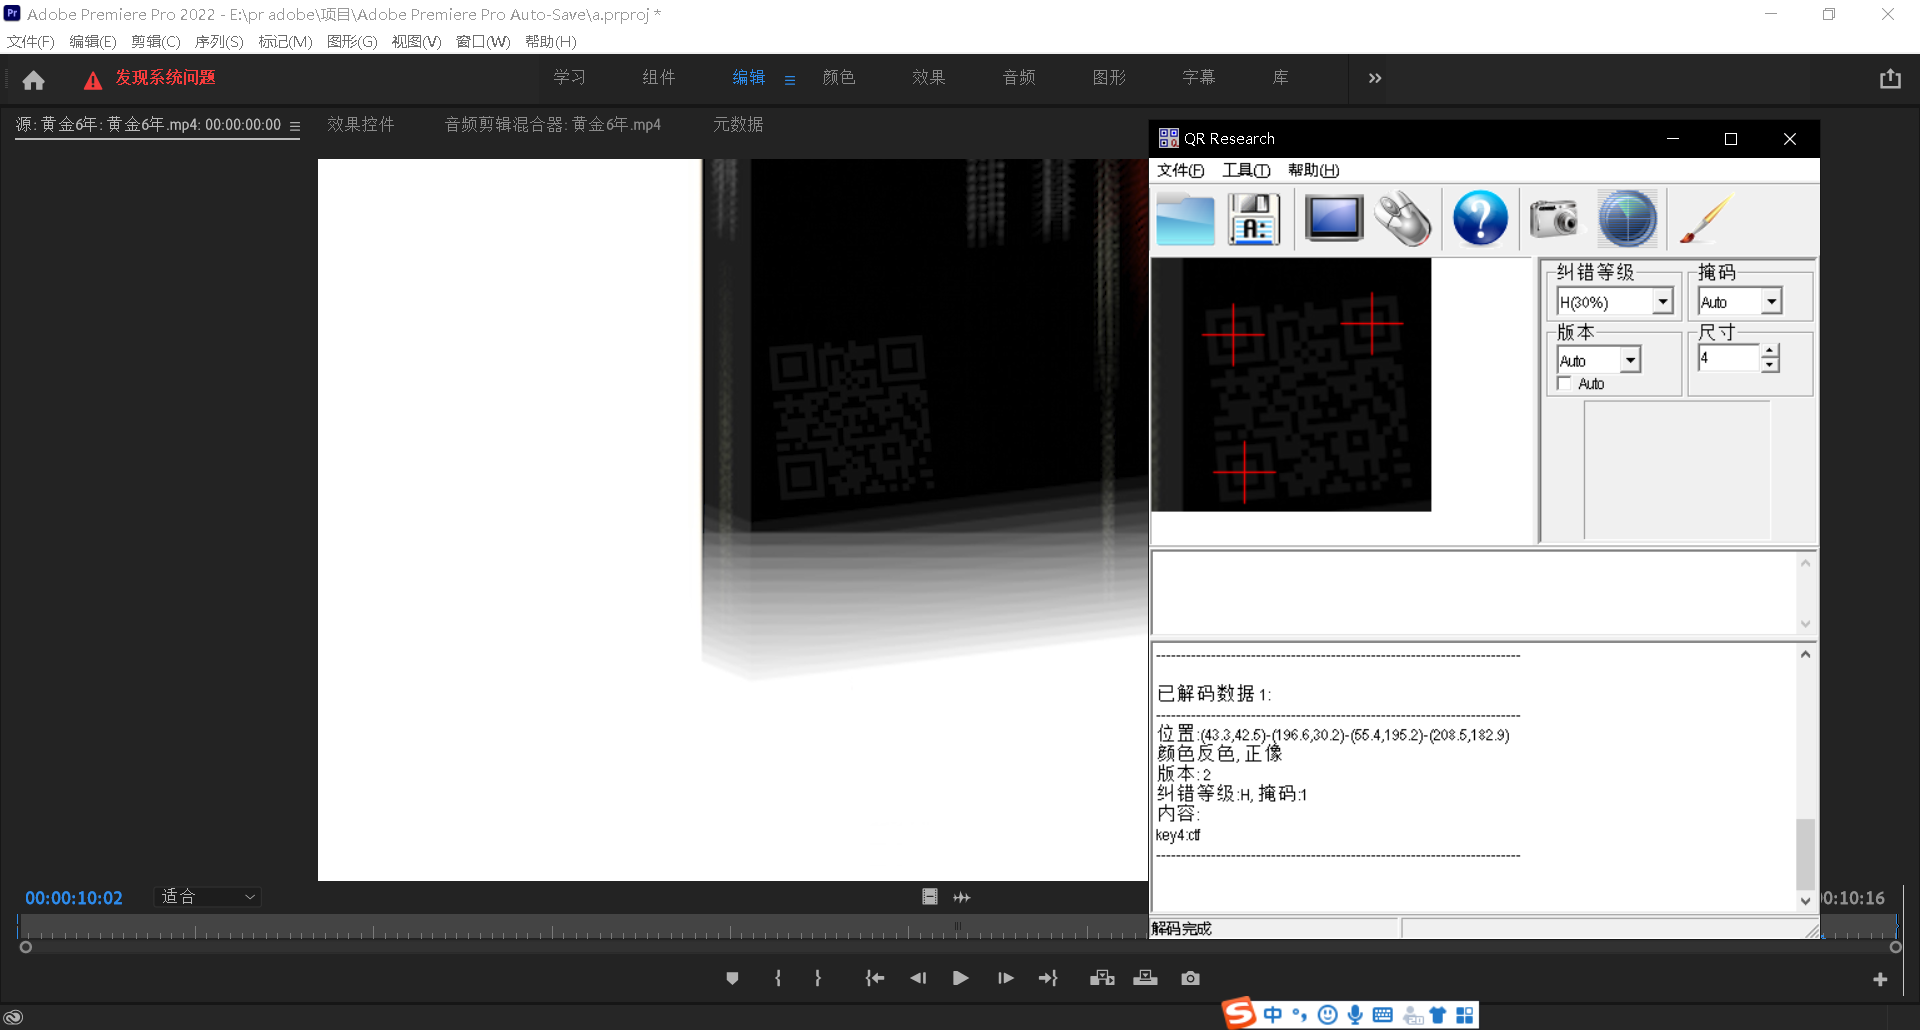 Pr Adobe Premiere Pro 2022 - E:\pr adobe\项目\Adobe Premiere Pro Auto-Save\a.prproj *
文件(F) 编辑(E) 剪辑(C) 序列(S) 标记(M) 图形(G) 视图(V) 窗口(W) 帮助(H)
发现系统问题 学习 组件 编辑 颜色 效果 音频 图形 字幕 库
源: 黄金6年: 黄金6年.mp4: 00:00:00:00 效果控件 音频剪辑混合器: 黄金6年.mp4 元数据
QR Research
文件(F) 工具(T) 帮助(H)
A:
纠错等级 掩码
H(30%) Auto
版本 尺寸
Auto 4
Auto
已解码数据 1:
位置:(43.3,42.5)-(196.6,30.2)-(55.4,195.2)-(208.5,182.9)
颜色反色, 正像
版本: 2
纠错等级:H, 掩码:1
内容:
key4:ctf
解码完成
00:00:10:02 适合 00:10:16
S 中